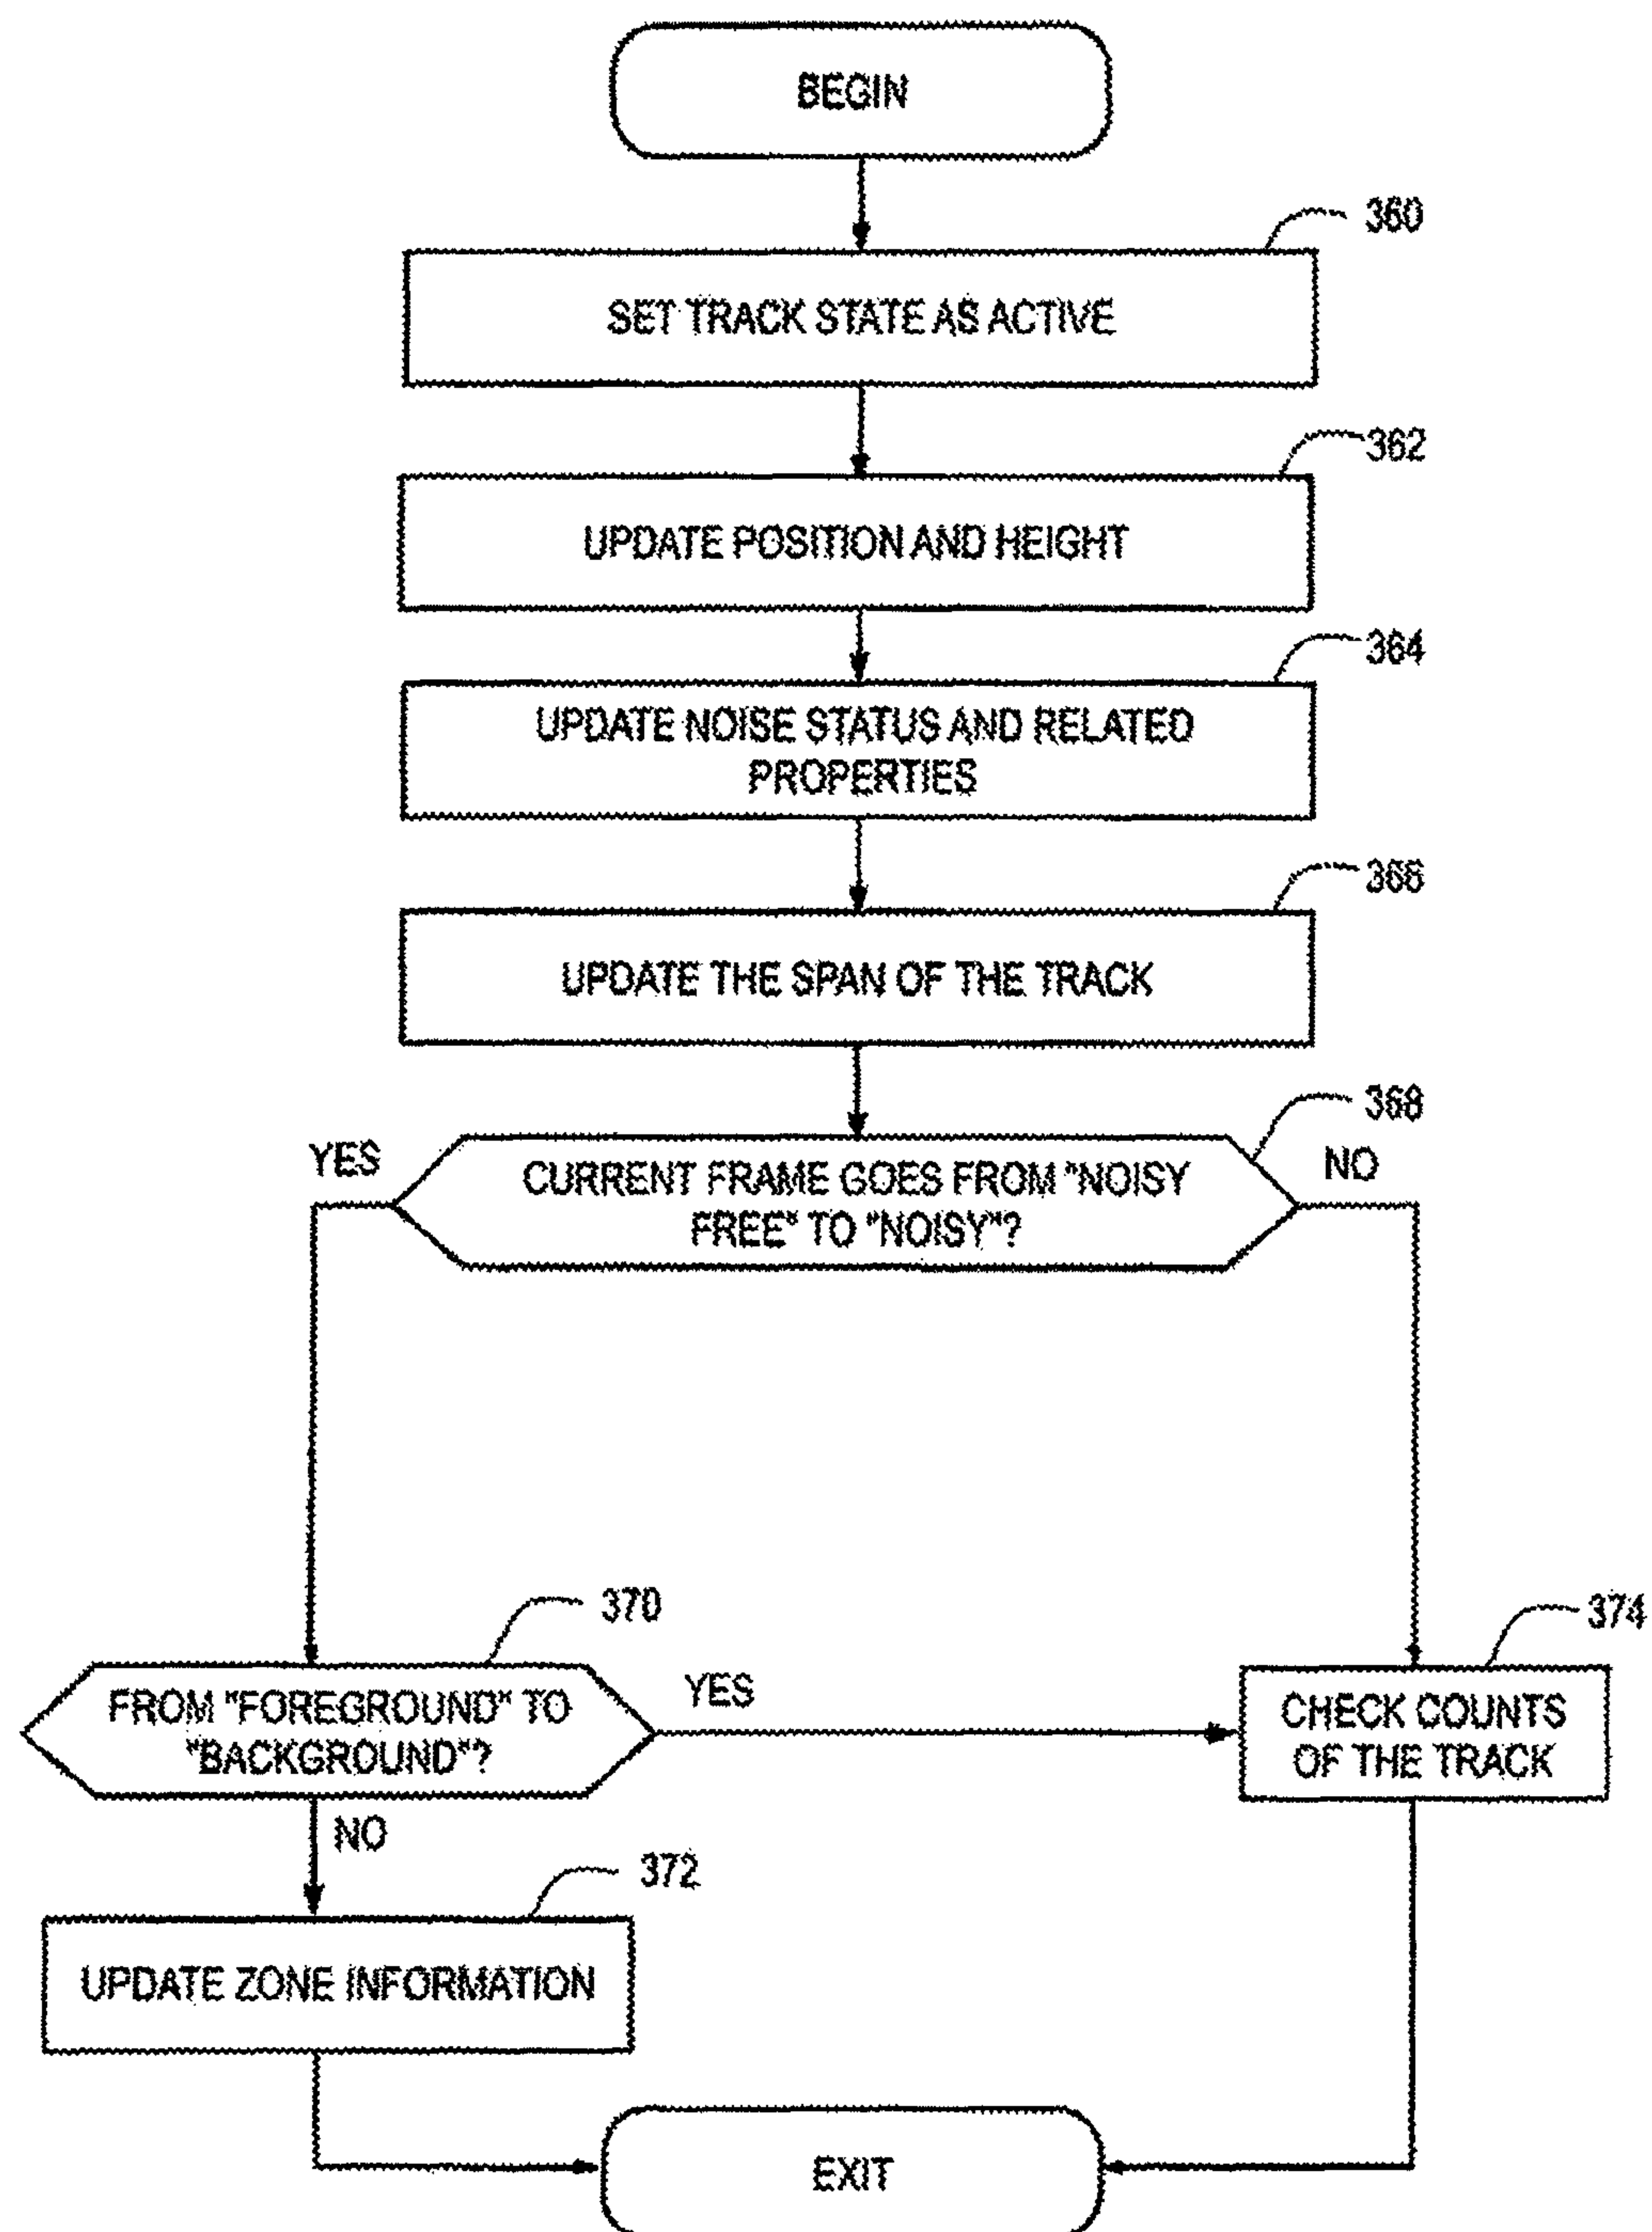 BEGIN
360
SET TRACK STATE AS ACTIVE
362
UPDATE POSITION AND HEIGHT
364
UPDATE NOISE STATUS AND RELATED
PROPERTIES
366
UPDATE THE SPAN OF THE TRACK
368
YES
CURRENT FRAME GOES FROM "NOISY
FREE" TO "NOISY"?
NO
370
FROM "FOREGROUND" TO
"BACKGROUND"?
YES
374
CHECK COUNTS
OF THE TRACK
NO
372
UPDATE ZONE INFORMATION
EXIT